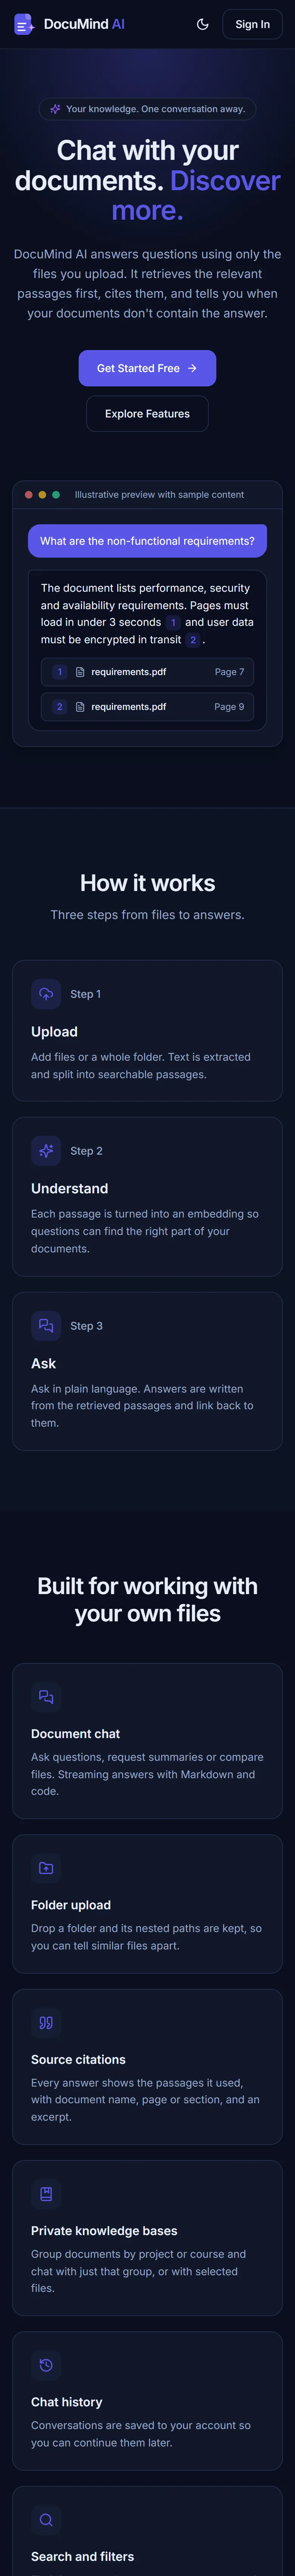 DocuMind AI
Sign In
Your knowledge. One conversation away.
Chat with your
documents. Discover
more.
DocuMind AI answers questions using only the
files you upload. It retrieves the relevant
passages first, cites them, and tells you when
your documents don't contain the answer.
Get Started Free
Explore Features
Illustrative preview with sample content
What are the non-functional requirements?
The document lists performance, security
and availability requirements. Pages must
load in under 3 seconds 1 and user data
must be encrypted in transit 2 .
1 requirements.pdf Page 7
2 requirements.pdf Page 9
How it works
Three steps from files to answers.
Step 1
Upload
Add files or a whole folder. Text is extracted
and split into searchable passages.
Step 2
Understand
Each passage is turned into an embedding so
questions can find the right part of your
documents.
Step 3
Ask
Ask in plain language. Answers are written
from the retrieved passages and link back to
them.
Built for working with
your own files
Document chat
Ask questions, request summaries or compare
files. Streaming answers with Markdown and
code.
Folder upload
Drop a folder and its nested paths are kept, so
you can tell similar files apart.
Source citations
Every answer shows the passages it used,
with document name, page or section, and an
excerpt.
Private knowledge bases
Group documents by project or course and
chat with just that group, or with selected
files.
Chat history
Conversations are saved to your account so
you can continue them later.
Search and filters